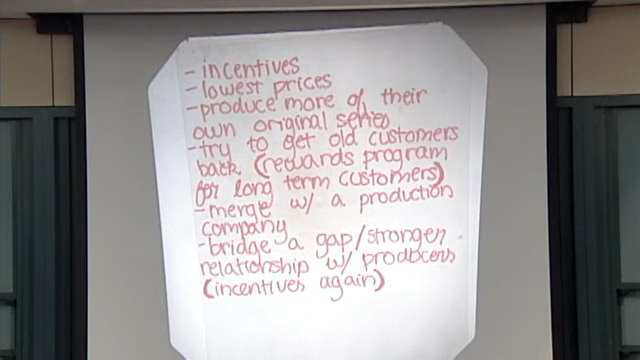 - incentives
- lowest prices
- produce more of their
own original series
- try to get old customers
back (rewards program
for long term customers)
- merge w/ a production
company
- bridge a gap/stronger
relationship w/ producers
(incentives again)